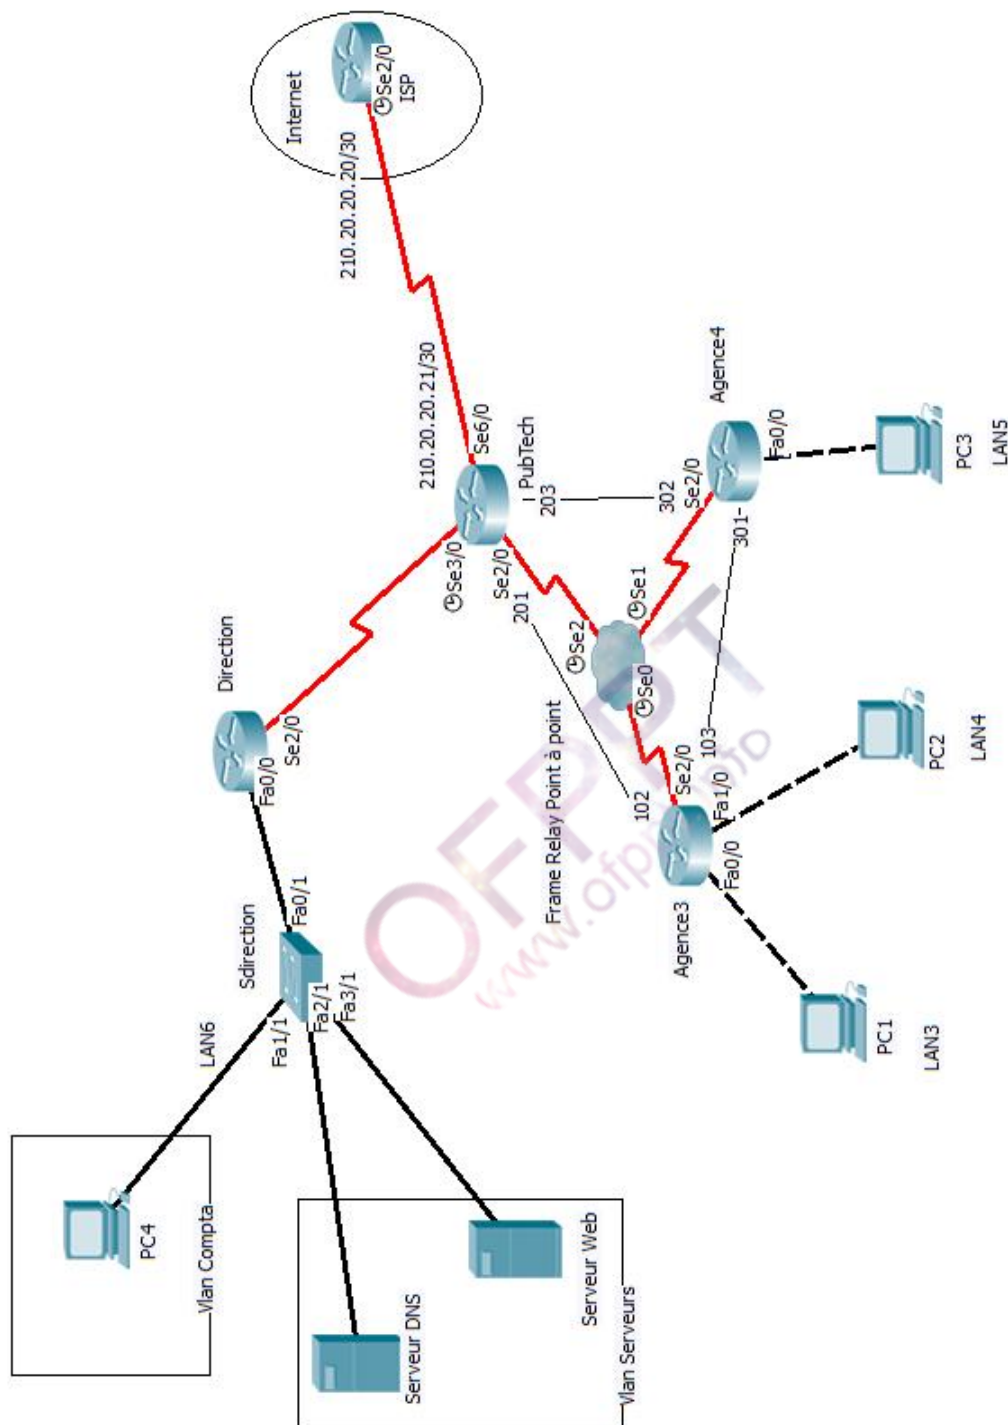 Internet
Se2/0
ISP
210.20.20.20/30
210.20.20.21/30
Se6/0
PubTech
203
Se3/0
Se2/0
201
Direction
Se2/0
Fa0/0
Sdirection
Fa0/1
LAN6
Fa1/1
Fa2/1
Fa3/1
PC4
Vlan Compta
Serveur DNS
Serveur Web
Vlan Serveurs
Frame Relay Point à point
Se2
Se1
Se0
302
Se2/0
Agence4
Fa0/0
301
PC3
LAN5
102
Se2/0
103
Agence3
Fa1/0
Fa0/0
PC2
LAN4
PC1
LAN3
OFPPT